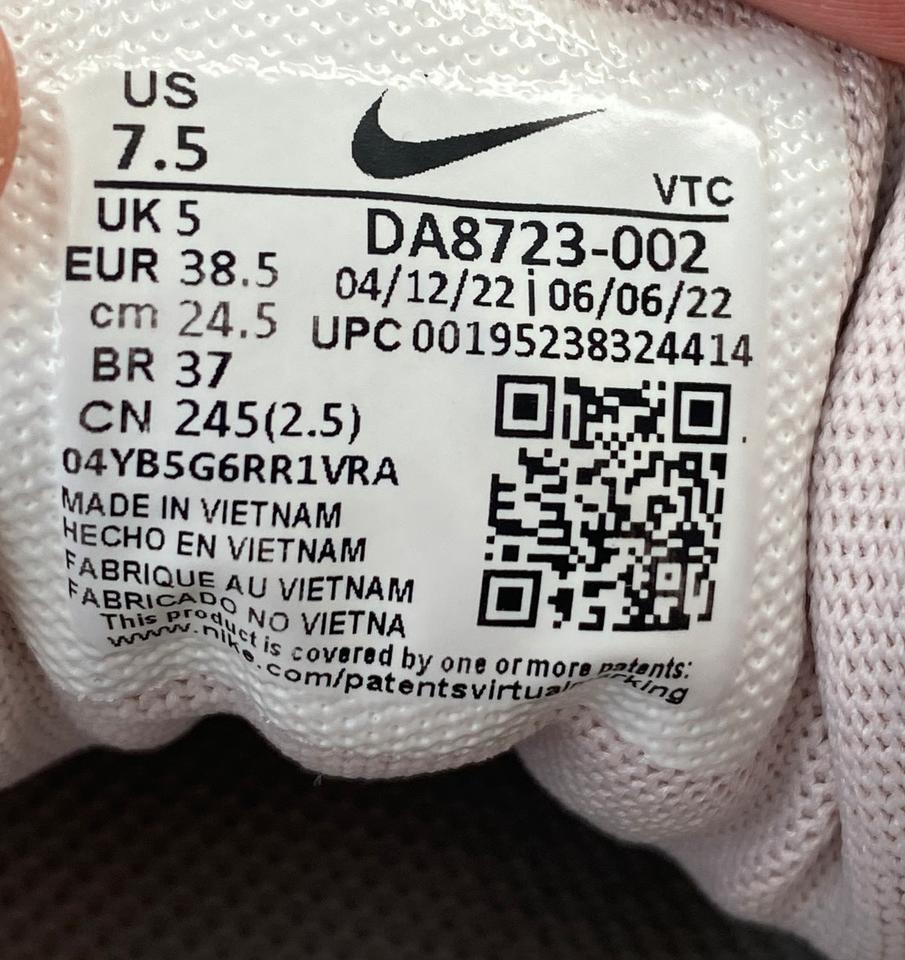 US
7.5
VTC
UK 5
DA8723-002
EUR 38.5
04/12/22 | 06/06/22
cm 24.5
UPC 00195238324414
BR 37
CN 245(2.5)
04YB5G6RR1VRA
MADE IN VIETNAM
HECHO EN VIETNAM
FABRIQUE AU VIETNAM
FABRICADO NO VIETNA
This product is covered by one or more patents:
www.nike.com/patentsvirtualmarking